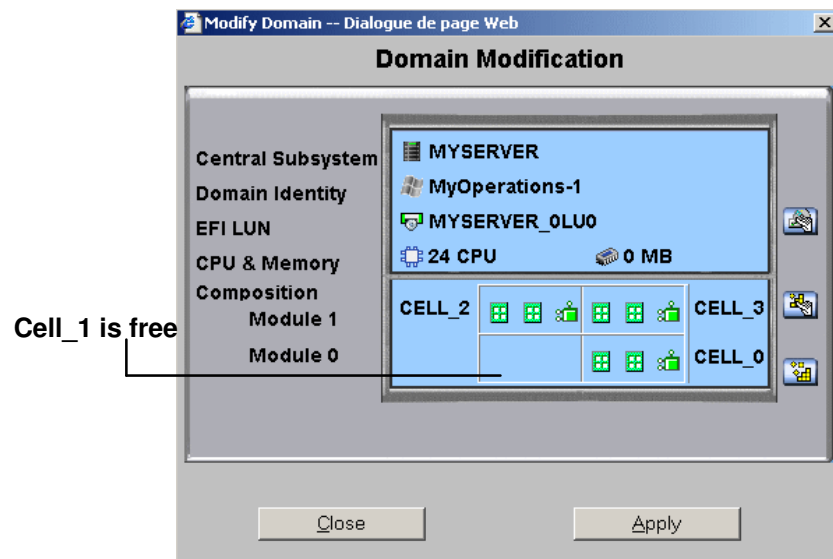 Modify Domain -- Dialogue de page Web
Domain Modification
Central Subsystem MYSERVER
Domain Identity MyOperations-1
EFI LUN MYSERVER_0LU0
CPU & Memory 24 CPU 0 MB
Composition
Module 1 CELL_2 CELL_3
Cell_1 is free
Module 0 CELL_0
Close Apply